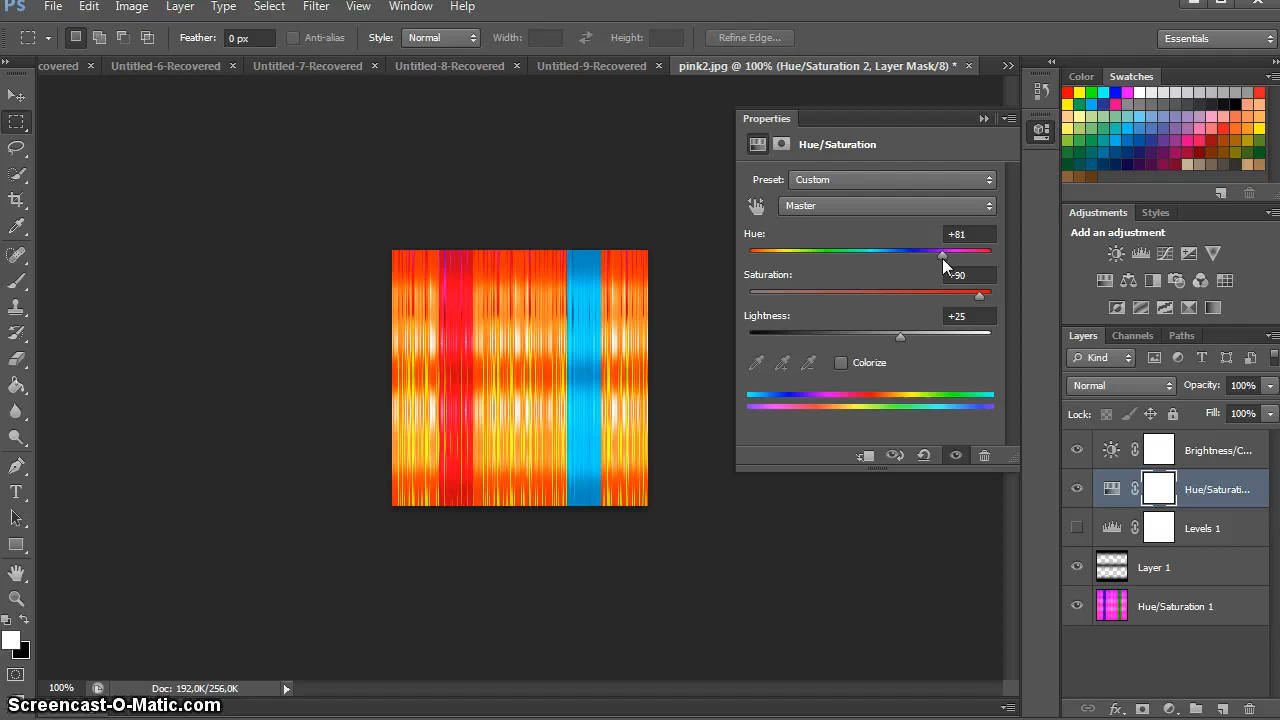 PS File Edit Image Layer Type Select Filter View Window Help
Feather: 0 px Anti-alias Style: Normal Width: Height: Refine Edge... Essentials
covered × Untitled-6-Recovered × Untitled-7-Recovered × Untitled-8-Recovered × Untitled-9-Recovered × pink2.jpg @ 100% (Hue/Saturation 2, Layer Mask/8) * ×
Color Swatches
Properties
Hue/Saturation
Preset: Custom
Master
Hue: +81
Saturation: +90
Lightness: +25
Colorize
Adjustments Styles
Add an adjustment
Layers Channels Paths
Kind
Normal Opacity: 100%
Lock: Fill: 100%
Brightness/C...
Hue/Saturati...
Levels 1
Layer 1
Hue/Saturation 1
T
100% Doc: 192,0K/256,0K
Screencast-O-Matic.com